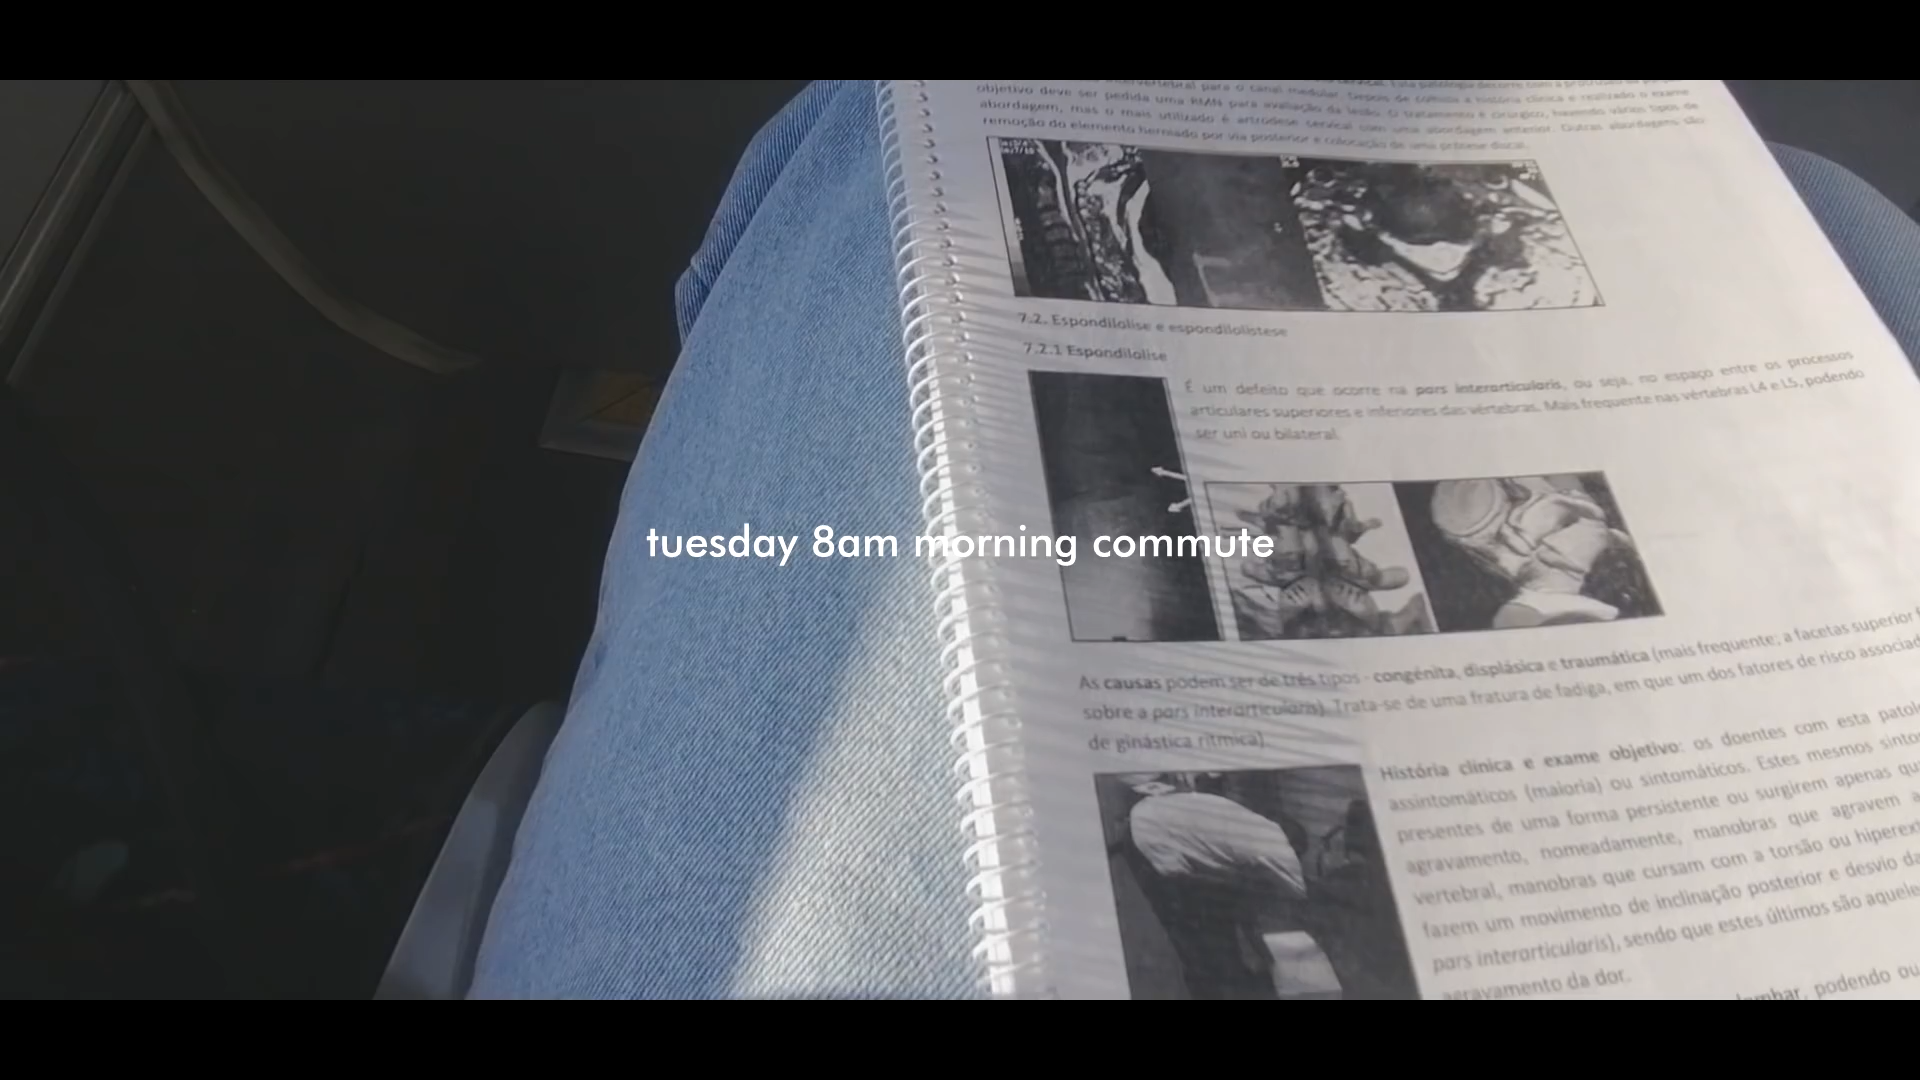 objetivo deve ser pedida uma RMN para avaliação da lesão. O tratamento é cirúrgico, havendo vários tipos de
abordagem, mas o mais utilizado é artrodese cervical com uma abordagem anterior. Outras abordagens são
remoção do elemento herniado por via posterior e colocação de uma prótese discal.
7.2. Espondilolise e espondilolistese
7.2.1 Espondilolise
É um defeito que ocorre na pars interarticularis, ou seja, no espaço entre os processos
articulares superiores e inferiores das vértebras. Mais frequente nas vértebras L4 e L5, podendo
ser uni ou bilateral.
tuesday 8am morning commute
As causas podem ser de três tipos - congénita, displásica e traumática (mais frequente; a facetas superior
sobre a pars interarticularis). Trata-se de uma fratura de fadiga, em que um dos fatores de risco associad
de ginástica rítmica)
História clínica e exame objetivo: os doentes com esta patol
assintomáticos (maioria) ou sintomáticos. Estes mesmos sinto
presentes de uma forma persistente ou surgirem apenas qu
agravamento, nomeadamente, manobras que agravem a
vertebral, manobras que cursam com a torsão ou hiperext
fazem um movimento de inclinação posterior e desvio da
pars interarticularis), sendo que estes últimos são aquele
agravamento da dor.
lombar, podendo ou